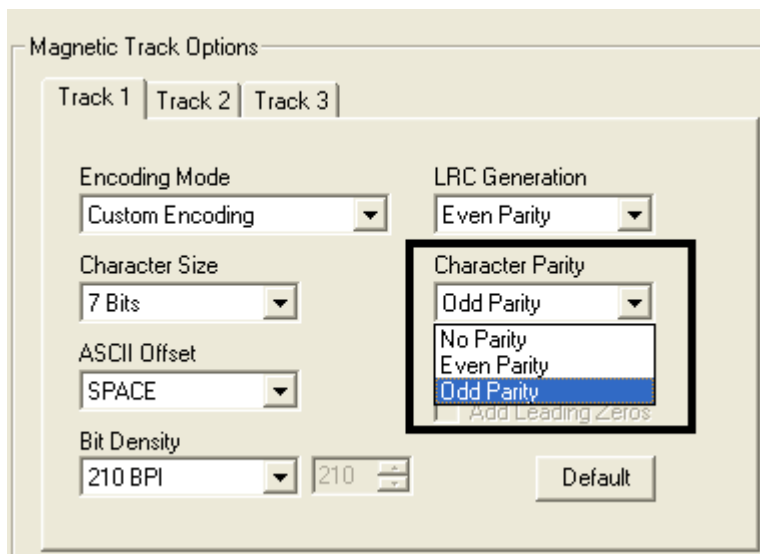 Magnetic Track Options
Track 1 Track 2 Track 3
Encoding Mode LRC Generation
Custom Encoding Even Parity
Character Size Character Parity
7 Bits Odd Parity
No Parity
ASCII Offset Even Parity
SPACE Odd Parity
Add Leading Zeros
Bit Density
210 BPI 210 Default